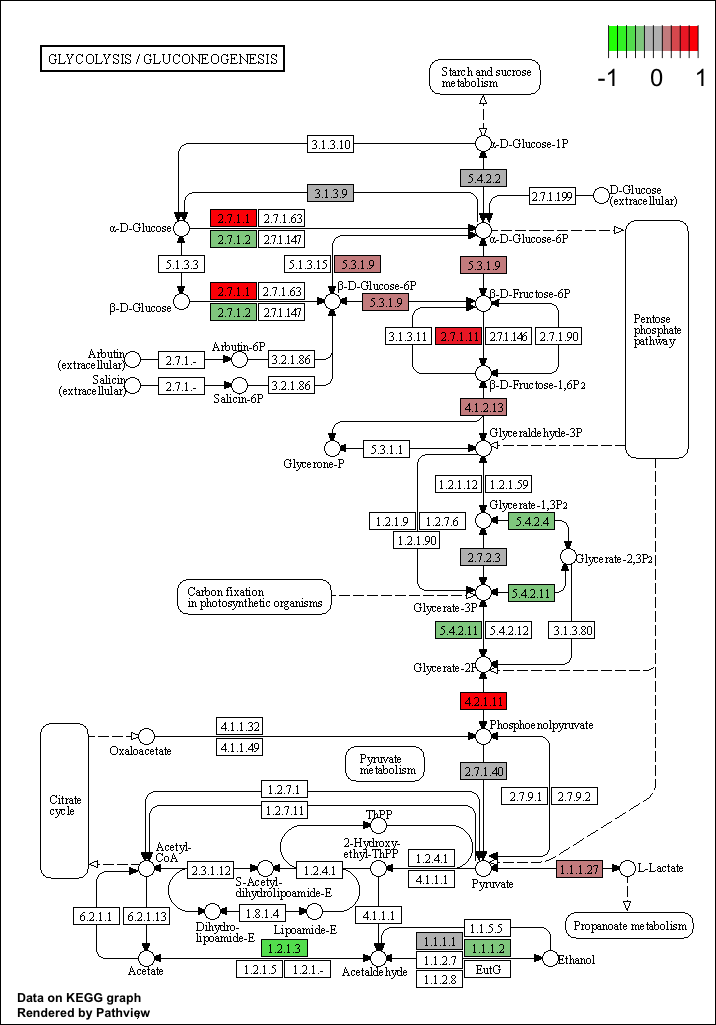 GLYCOLYSIS / GLUCONEOGENESIS
-1 0 1
Starch and sucrose
metabolism
3.1.3.10
α-D-Glucose-1P
5.4.2.2
3.1.3.9
2.7.1.199
D-Glucose
(extracellular)
2.7.1.1
2.7.1.63
α-D-Glucose
2.7.1.2
2.7.1.147
α-D-Glucose-6P
5.1.3.3
5.1.3.15
5.3.1.9
5.3.1.9
β-D-Glucose-6P
2.7.1.1
2.7.1.63
β-D-Glucose
2.7.1.2
2.7.1.147
5.3.1.9
β-D-Fructose-6P
Pentose
phosphate
pathway
3.1.3.11
2.7.1.11
2.7.1.146
2.7.1.90
Arbutin
(extracellular)
2.7.1.-
Arbutin-6P
3.2.1.86
Salicin
(extracellular)
2.7.1.-
Salicin-6P
3.2.1.86
β-D-Fructose-1,6P2
4.1.2.13
Glyceraldehyde-3P
5.3.1.1
Glycerone-P
1.2.1.12
1.2.1.59
Glycerate-1,3P2
1.2.1.9
1.2.7.6
1.2.1.90
5.4.2.4
2.7.2.3
Glycerate-2,3P2
Carbon fixation
in photosynthetic organisms
5.4.2.11
Glycerate-3P
5.4.2.11
5.4.2.12
3.1.3.80
Glycerate-2P
4.2.1.11
4.1.1.32
Phosphoenolpyruvate
Oxaloacetate
4.1.1.49
Pyruvate
metabolism
2.7.1.40
Citrate
cycle
1.2.7.1
2.7.9.1
2.7.9.2
1.2.7.11
ThPP
Acetyl-
CoA
2-Hydroxy-
ethyl-ThPP
2.3.1.12
1.2.4.1
1.2.4.1
4.1.1.1
1.1.1.27
L-Lactate
S-Acetyl-
dihydrolipoamide-E
Pyruvate
6.2.1.1
6.2.1.13
1.8.1.4
4.1.1.1
Dihydro-
lipoamide-E
Lipoamide-E
Propanoate metabolism
1.1.5.5
1.2.1.3
1.1.1.1
1.1.1.2
Acetate
1.2.1.5
1.2.1.-
Acetaldehyde
1.1.2.7
EutG
Ethanol
1.1.2.8
Data on KEGG graph
Rendered by Pathview